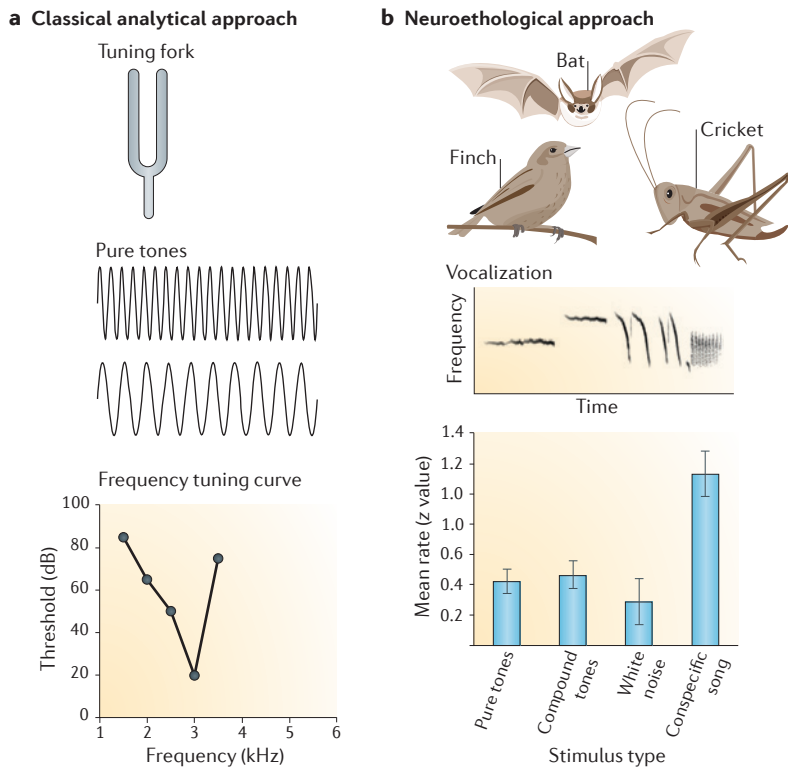 a Classical analytical approach
Tuning fork
Pure tones
Frequency tuning curve
Threshold (dB)
100
80
60
40
20
0
1 2 3 4 5 6
Frequency (kHz)
b Neuroethological approach
Bat
Finch
Cricket
Vocalization
Frequency
Time
Mean rate (z value)
1.4
1.2
1.0
1.0
0.6
0.4
0.2
Pure tones
Compound
tones
White
noise
Conspecific
song
Stimulus type